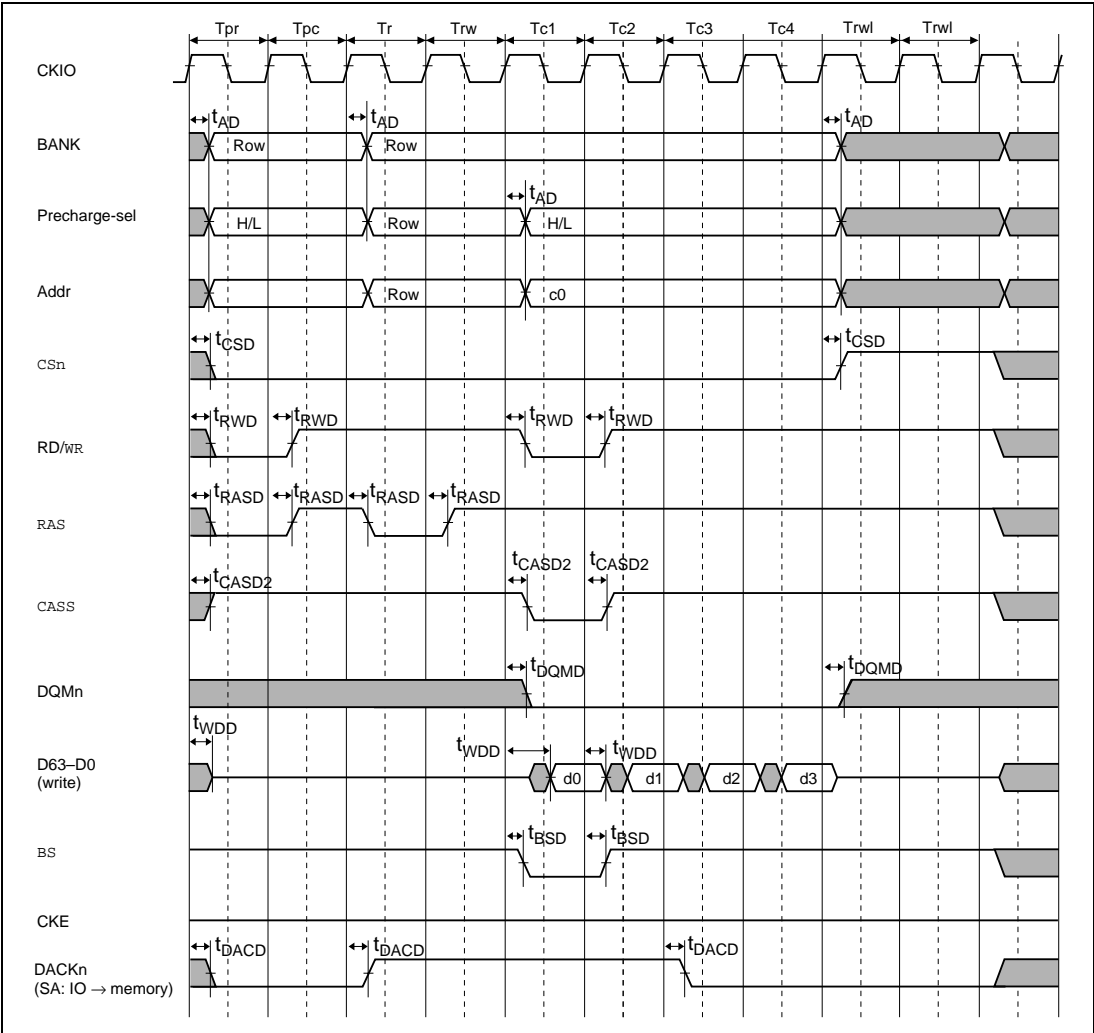 Tpr Tpc Tr Trw Tc1 Tc2 Tc3 Tc4 Trwl Trwl
CKIO
tAD tAD tAD
BANK Row Row
tAD
Precharge-sel H/L Row H/L
Addr Row c0
tCSD tCSD
CSn
tRWD tRWD tRWD tRWD
RD/WR
tRASD tRASD tRASD tRASD
RAS
tCASD2 tCASD2 tCASD2
CASS
tDQMD tDQMD
DQMn
tWDD tWDD tWDD
D63–D0 d0 d1 d2 d3
(write)
tBSD tBSD
BS
CKE
tDACD tDACD tDACD
DACKn
(SA: IO → memory)